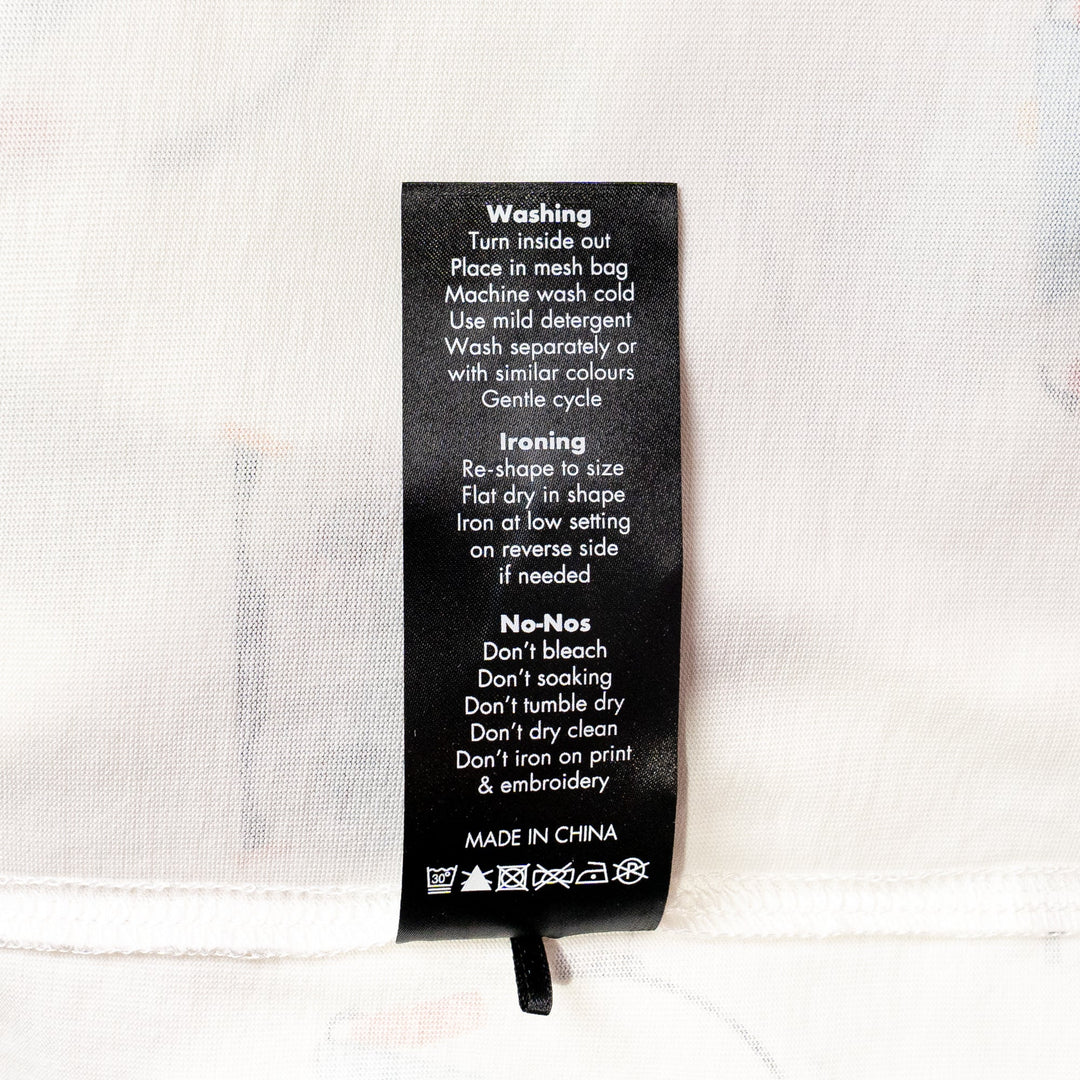 Washing
Turn inside out
Place in mesh bag
Machine wash cold
Use mild detergent
Wash separately or
with similar colours
Gentle cycle
Ironing
Re-shape to size
Flat dry in shape
Iron at low setting
on reverse side
if needed
No-Nos
Don't bleach
Don't soaking
Don't tumble dry
Don't dry clean
Don't iron on print
& embroidery
MADE IN CHINA
30° P